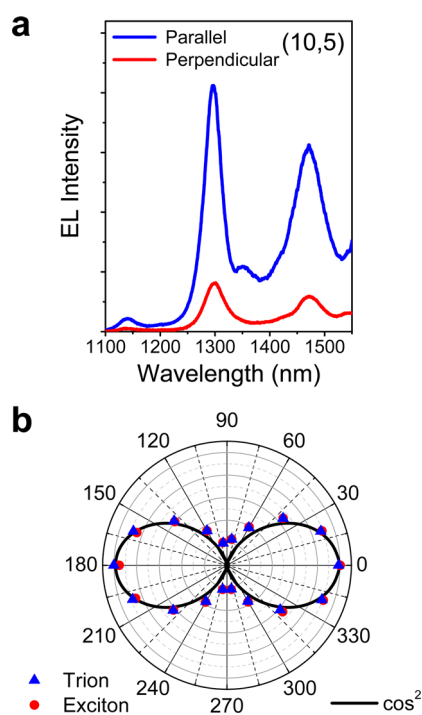 a
Parallel
Perpendicular
(10,5)
EL Intensity
1100 1200 1300 1400 1500
Wavelength (nm)
b
90
120 60
150 30
180 0
210 330
240 300
270
Trion
Exciton
cos²